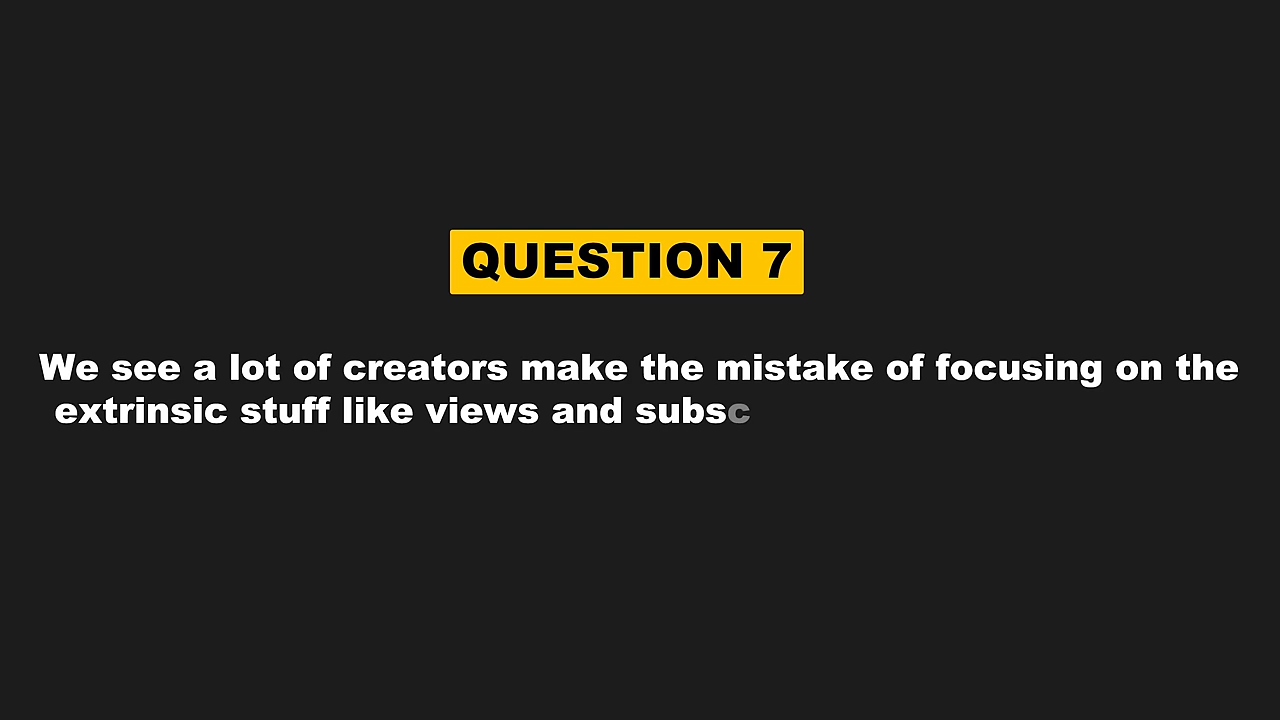 QUESTION 7
We see a lot of creators make the mistake of focusing on the
extrinsic stuff like views and subsc